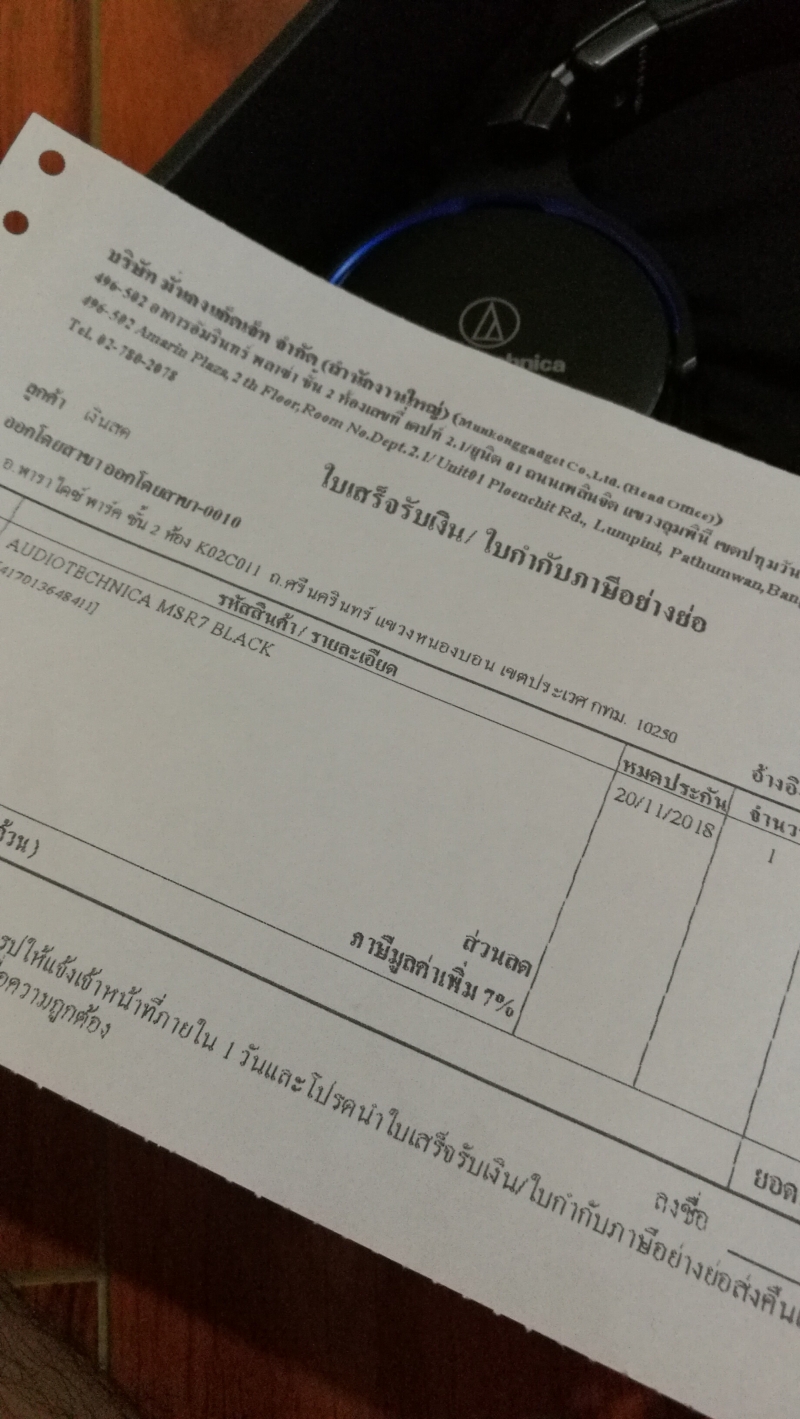 บริษัท มั่นคงแก็ดเจ็ท จำกัด (สำนักงานใหญ่) (Munkonggadget Co.,Ltd. (Head Office))
496-502 อาคารอัมรินทร์ พลาซ่า ชั้น 2 ห้องเลขที่ เดปท์ 2.1/ยูนิต 01 ถนนเพลินจิต แขวงลุมพินี เขตปทุมวัน
496-502 Amarin Plaza, 2 th Floor,Room No.Dept.2.1/ Unit01 Ploenchit Rd., Lumpini, Pathumwan,Ban
Tel. 02-780-2078
ใบเสร็จรับเงิน/ ใบกำกับภาษีอย่างย่อ
ลูกค้า เงินสด
ออกโดยสาขา ออกโดยสาขา-0010
อ.พาราไดซ์ พาร์ค ชั้น 2 ห้อง K02C011 ถ.ศรีนครินทร์ แขวงหนองบอน เขตประเวศ กทม. 10250
อ้างอิ
รหัสสินค้า/ รายละเอียด หมดประกัน จำนว
AUDIOTECHNICA MSR7 BLACK 20/11/2018 1
417013648411]
ส่วนลด
ภาษีมูลค่าเพิ่ม 7%
ถ้วน)
ยอด
รูปให้แจ้งเจ้าหน้าที่ภายใน 1 วันและโปรดนำใบเสร็จรับเงิน/ใบกำกับภาษีอย่างย่อส่งคืน
ื่อความถูกต้อง
ลงชื่อ
chnica